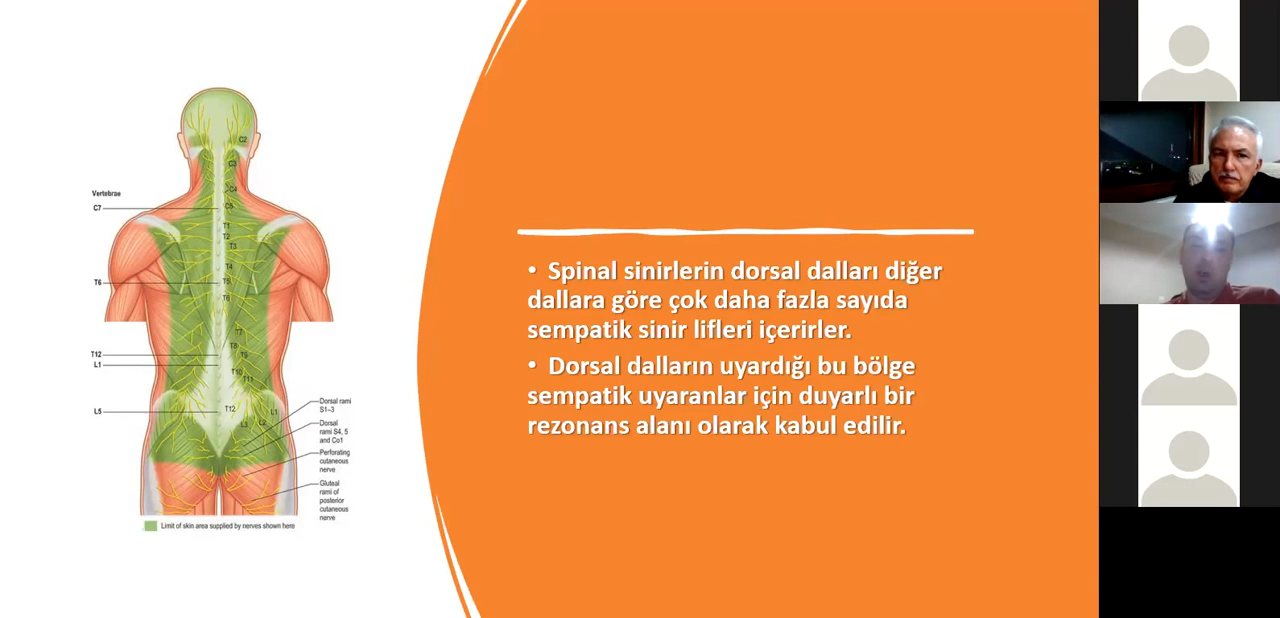 C2
C3
C4
C5
Vertebrae
C7
T1
T2
T3
T4
T6
T5
T6
T7
T8
T9
T12
L1
T10
T11
L5
T12
L1
L2
L3
Dorsal rami
S1–3
Dorsal
rami S4, 5
and Co1
Perforating
cutaneous
nerve
Gluteal
rami of
posterior
cutaneous
nerve
Limit of skin area supplied by nerves shown here
• Spinal sinirlerin dorsal dalları diğer
dallara göre çok daha fazla sayıda
sempatik sinir lifleri içerirler.
• Dorsal dalların uyardığı bu bölge
sempatik uyaranlar için duyarlı bir
rezonans alanı olarak kabul edilir.